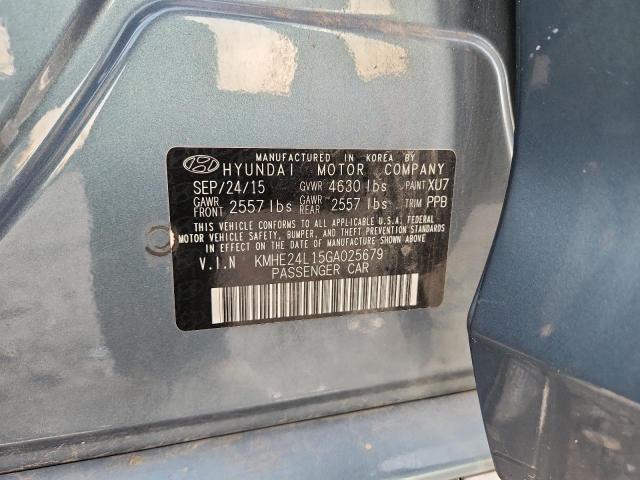 MANUFACTURED IN KOREA BY
HYUNDAI MOTOR COMPANY
SEP/24/15 GVWR 4630 lbs PAINT XU7
GAWR FRONT 2557 lbs GAWR REAR 2557 lbs TRIM PPB
THIS VEHICLE CONFORMS TO ALL APPLICABLE U.S.A. FEDERAL
MOTOR VEHICLE SAFETY, BUMPER, AND THEFT PREVENTION STANDARDS
IN EFFECT ON THE DATE OF MANUFACTURE SHOWN ABOVE.
V.I.N KMHE24L15GA025679
PASSENGER CAR